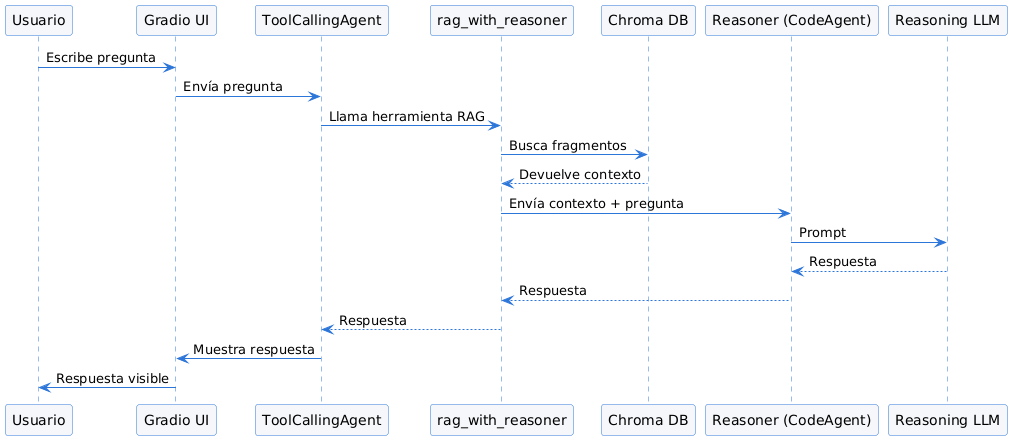 Usuario
Gradio UI
ToolCallingAgent
rag_with_reasoner
Chroma DB
Reasoner (CodeAgent)
Reasoning LLM
Escribe pregunta
Envía pregunta
Llama herramienta RAG
Busca fragmentos
Devuelve contexto
Envía contexto + pregunta
Prompt
Respuesta
Respuesta
Respuesta
Muestra respuesta
Respuesta visible
Usuario
Gradio UI
ToolCallingAgent
rag_with_reasoner
Chroma DB
Reasoner (CodeAgent)
Reasoning LLM